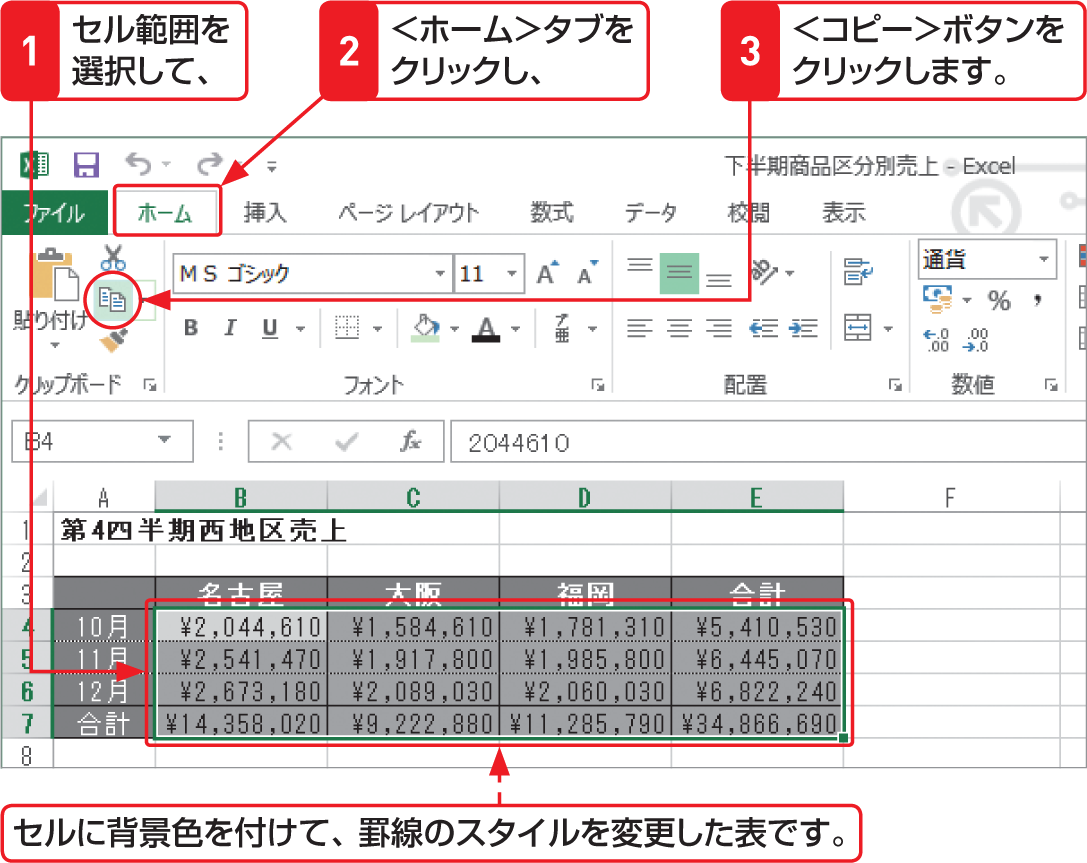 1
セル範囲を
選択して、
2
<ホーム>タブを
クリックし、
3
<コピー>ボタンを
クリックします。
下半期商品区分別売上 - Excel
ファイル ホーム 挿入 ページ レイアウト 数式 データ 校閲 表示
貼り付け
ＭＳ ゴシック 11 A A
B I U A ア亜
通貨
% ,
←.0 .00 .00 →.0
クリップボード フォント 配置 数値
B4 fx 2044610
A B C D E F
1 第4四半期西地区売上
2
3 名古屋 大阪 福岡 合計
4 10月 ¥2,044,610 ¥1,584,610 ¥1,781,310 ¥5,410,530
5 11月 ¥2,541,470 ¥1,917,800 ¥1,985,800 ¥6,445,070
6 12月 ¥2,673,180 ¥2,089,030 ¥2,060,030 ¥6,822,240
7 合計 ¥14,358,020 ¥9,222,880 ¥11,285,790 ¥34,866,690
8
セルに背景色を付けて、罫線のスタイルを変更した表です。